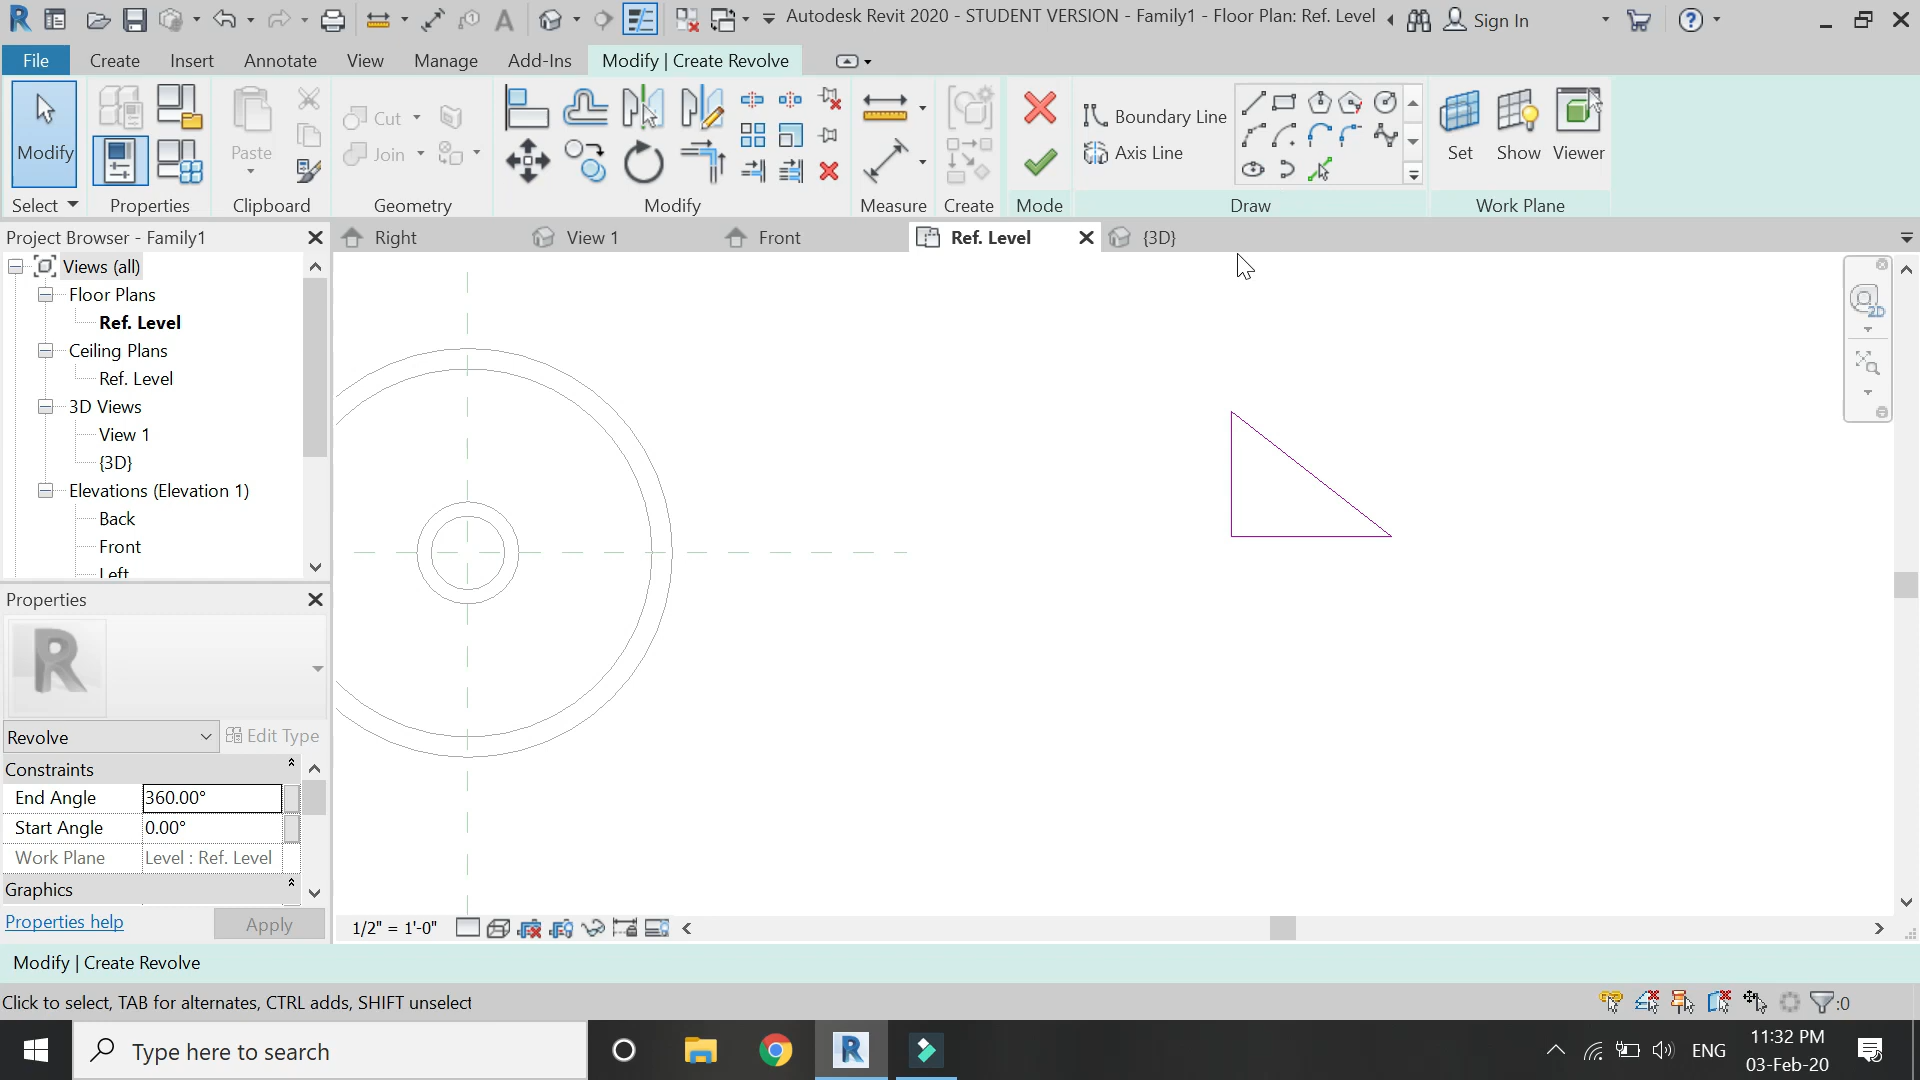 Autodesk Revit 2020 - STUDENT VERSION - Family1 - Floor Plan: Ref. Level
Sign In
File
Create
Insert
Annotate
View
Manage
Add-Ins
Modify | Create Revolve
Modify
Paste
Cut
Join
Boundary Line
Axis Line
Set
Show
Viewer
Select
Properties
Clipboard
Geometry
Modify
Measure
Create
Mode
Draw
Work Plane
Project Browser - Family1
Right
View 1
Front
Ref. Level
{3D}
Views (all)
Floor Plans
Ref. Level
Ceiling Plans
Ref. Level
3D Views
View 1
{3D}
Elevations (Elevation 1)
Back
Front
Left
Properties
R
Revolve
Edit Type
Constraints
End Angle
360.00°
Start Angle
0.00°
Work Plane
Level : Ref. Level
Graphics
Properties help
Apply
1/2" = 1'-0"
2D
Modify | Create Revolve
Click to select, TAB for alternates, CTRL adds, SHIFT unselect
:0
Type here to search
ENG
11:32 PM
03-Feb-20